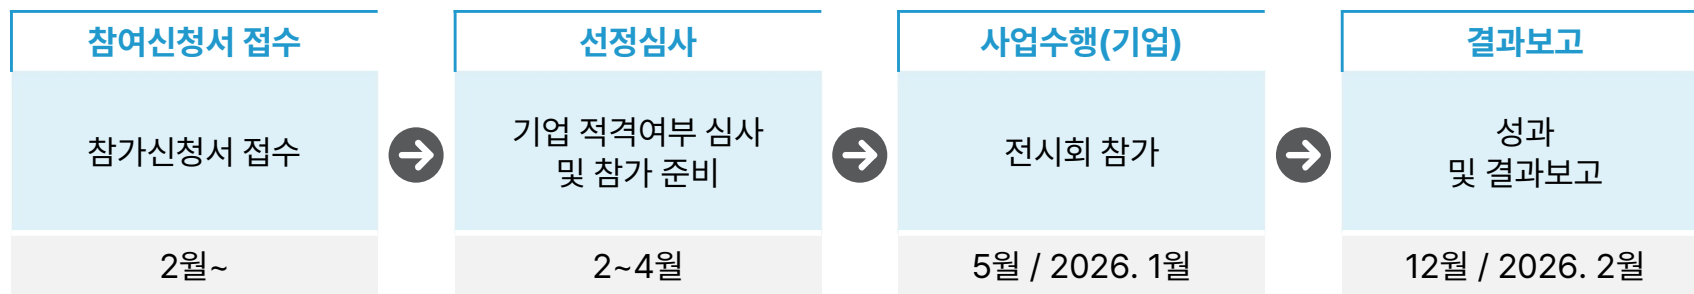 참여신청서 접수
참가신청서 접수
2월~
선정심사
기업 적격여부 심사
및 참가 준비
2~4월
사업수행(기업)
전시회 참가
5월 / 2026. 1월
결과보고
성과
및 결과보고
12월 / 2026. 2월